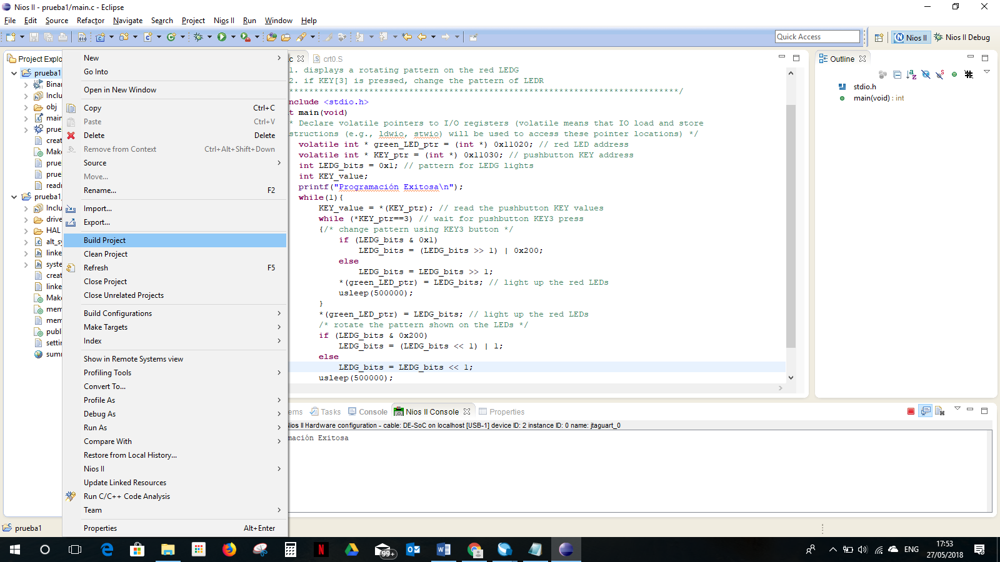 Nios II - prueba1/main.c - Eclipse
File Edit Source Refactor Navigate Search Project Nios II Run Window Help
Quick Access
Nios II
Nios II Debug
Project Explo
prueba1
Binar
Inclu
obj
main
prue
creat
Make
prue
prue
readr
prueba1_
Inclu
drive
HAL
alt_sy
linke
syste
creat
linke
Make
mem
mem
publ
settin
sumr
New
Go Into
Open in New Window
Copy Ctrl+C
Paste Ctrl+V
Delete Delete
Remove from Context Ctrl+Alt+Shift+Down
Source
Move...
Rename... F2
Import...
Export...
Build Project
Clean Project
Refresh F5
Close Project
Close Unrelated Projects
Build Configurations
Make Targets
Index
Show in Remote Systems view
Profiling Tools
Convert To...
Profile As
Debug As
Run As
Compare With
Restore from Local History...
Nios II
Update Linked Resources
Run C/C++ Code Analysis
Team
Properties Alt+Enter
.c crt0.S
1. displays a rotating pattern on the red LEDG
2. if KEY[3] is pressed, change the pattern of LEDR
******************************************************************************/
nclude <stdio.h>
t main(void)
* Declare volatile pointers to I/O registers (volatile means that IO load and store
structions (e.g., ldwio, stwio) will be used to access these pointer locations) */
volatile int * green_LED_ptr = (int *) 0x11020; // red LED address
volatile int * KEY_ptr = (int *) 0x11030; // pushbutton KEY address
int LEDG_bits = 0x1; // pattern for LEDG lights
int KEY_value;
printf("Programación Exitosa\n");
while(1){
KEY_value = *(KEY_ptr); // read the pushbutton KEY values
while (*KEY_ptr==3) // wait for pushbutton KEY3 press
{/* change pattern using KEY3 button */
if (LEDG_bits & 0x1)
LEDG_bits = (LEDG_bits >> 1) | 0x200;
else
LEDG_bits = LEDG_bits >> 1;
*(green_LED_ptr) = LEDG_bits; // light up the red LEDs
usleep(500000);
}
*(green_LED_ptr) = LEDG_bits; // light up the red LEDs
/* rotate the pattern shown on the LEDs */
if (LEDG_bits & 0x200)
LEDG_bits = (LEDG_bits << 1) | 1;
else
LEDG_bits = LEDG_bits << 1;
usleep(500000);
Outline
stdio.h
main(void) : int
ems Tasks Console Nios II Console Properties
Nios II Hardware configuration - cable: DE-SoC on localhost [USB-1] device ID: 2 instance ID: 0 name: jtaguart_0
mación Exitosa
prueba1
99+
ENG
17:53
27/05/2018